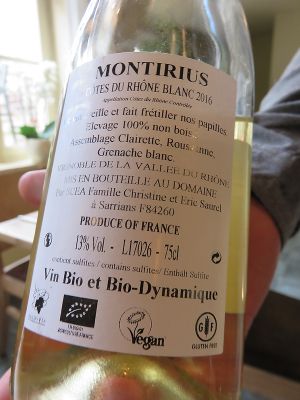 MONTIRIUS
CÔTES DU RHÔNE BLANC 2016
Appellation Cotes du Rhône Contrôlée
et fait frétiller nos papilles.
Elevage 100% non boisé
Assemblage Clairette, Roussanne,
Grenache blanc.
VIGNOBLE DE LA VALLEE DU RHÔNE
MIS EN BOUTEILLE AU DOMAINE
Par SCEA Famille Christine et Eric Saurel
à Sarrians F84260
PRODUCE OF FRANCE
13% Vol. - L17026 - 75cl
contient sulfites / contains sulfites / Enthält Sulfite
Vin Bio et Bio-Dynamique
Vegan
GF
GLUTEN FREE